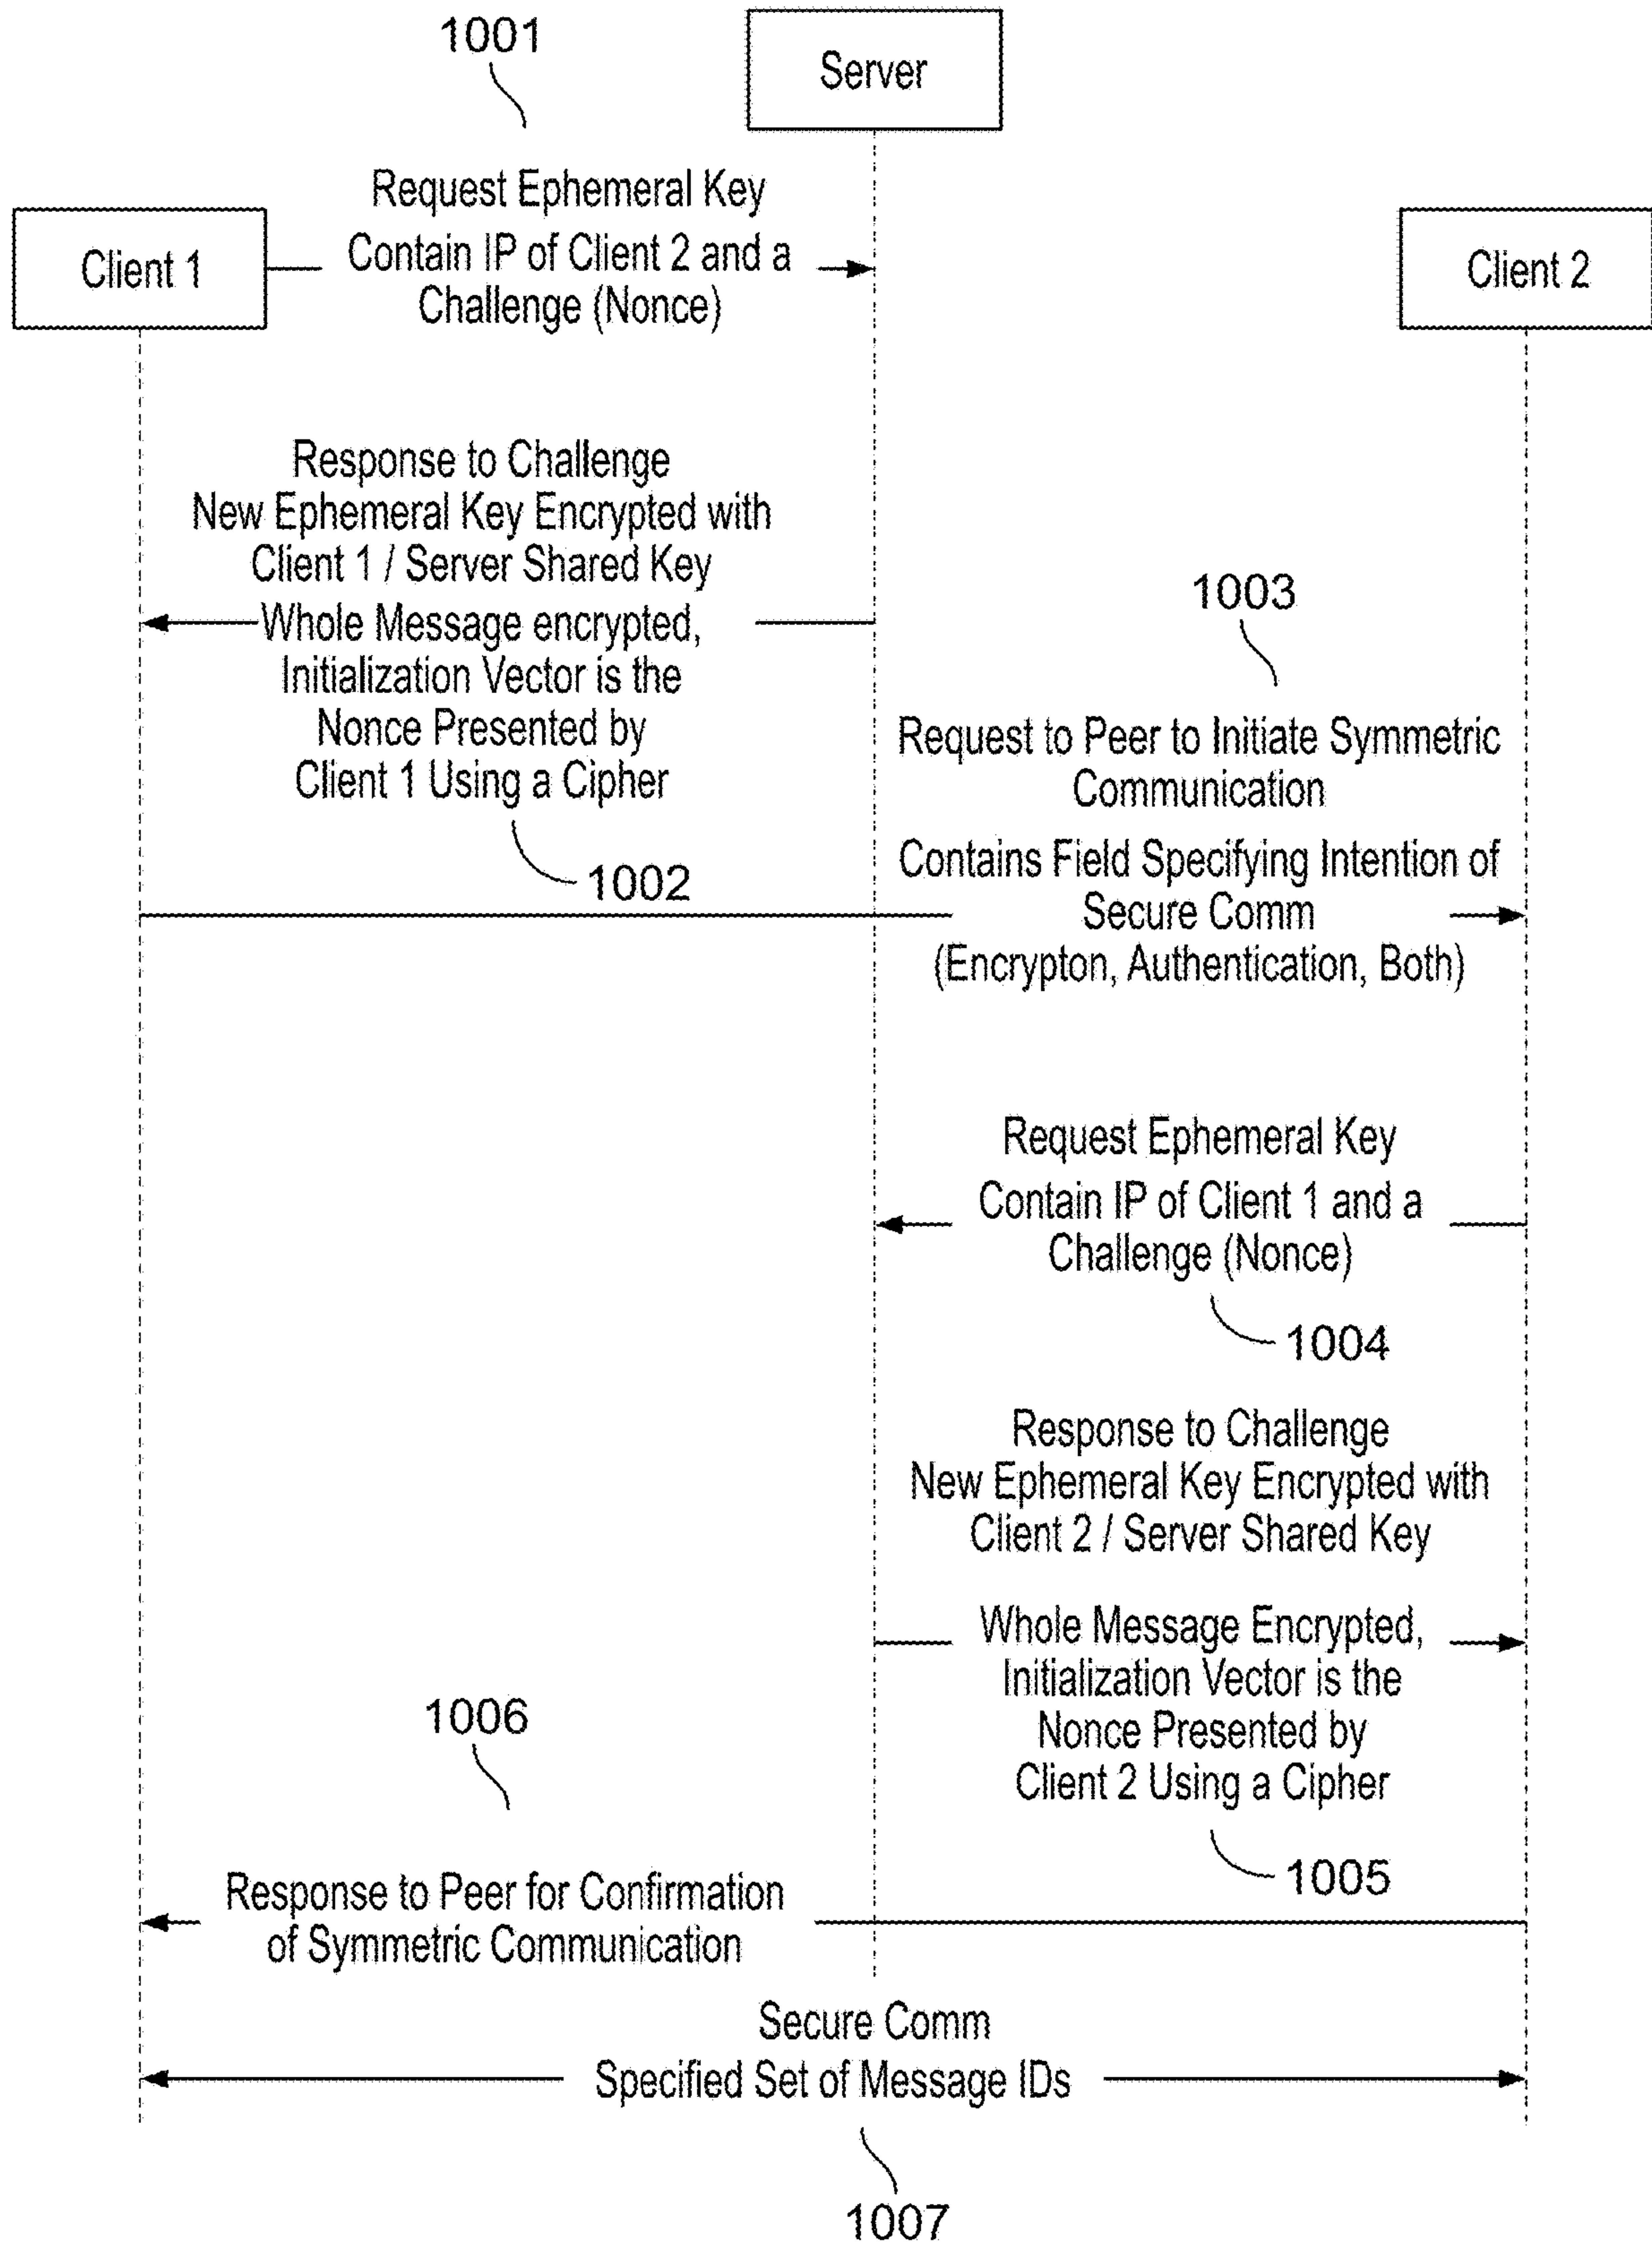 1001
Server
Request Ephemeral Key
Contain IP of Client 2 and a
Challenge (Nonce)
Client 1
Client 2
Response to Challenge
New Ephemeral Key Encrypted with
Client 1 / Server Shared Key
Whole Message encrypted,
Initialization Vector is the
Nonce Presented by
Client 1 Using a Cipher
1002
1003
Request to Peer to Initiate Symmetric
Communication
Contains Field Specifying Intention of
Secure Comm
(Encrypton, Authentication, Both)
Request Ephemeral Key
Contain IP of Client 1 and a
Challenge (Nonce)
1004
Response to Challenge
New Ephemeral Key Encrypted with
Client 2 / Server Shared Key
Whole Message Encrypted,
Initialization Vector is the
Nonce Presented by
Client 2 Using a Cipher
1005
1006
Response to Peer for Confirmation
of Symmetric Communication
Secure Comm
Specified Set of Message IDs
1007